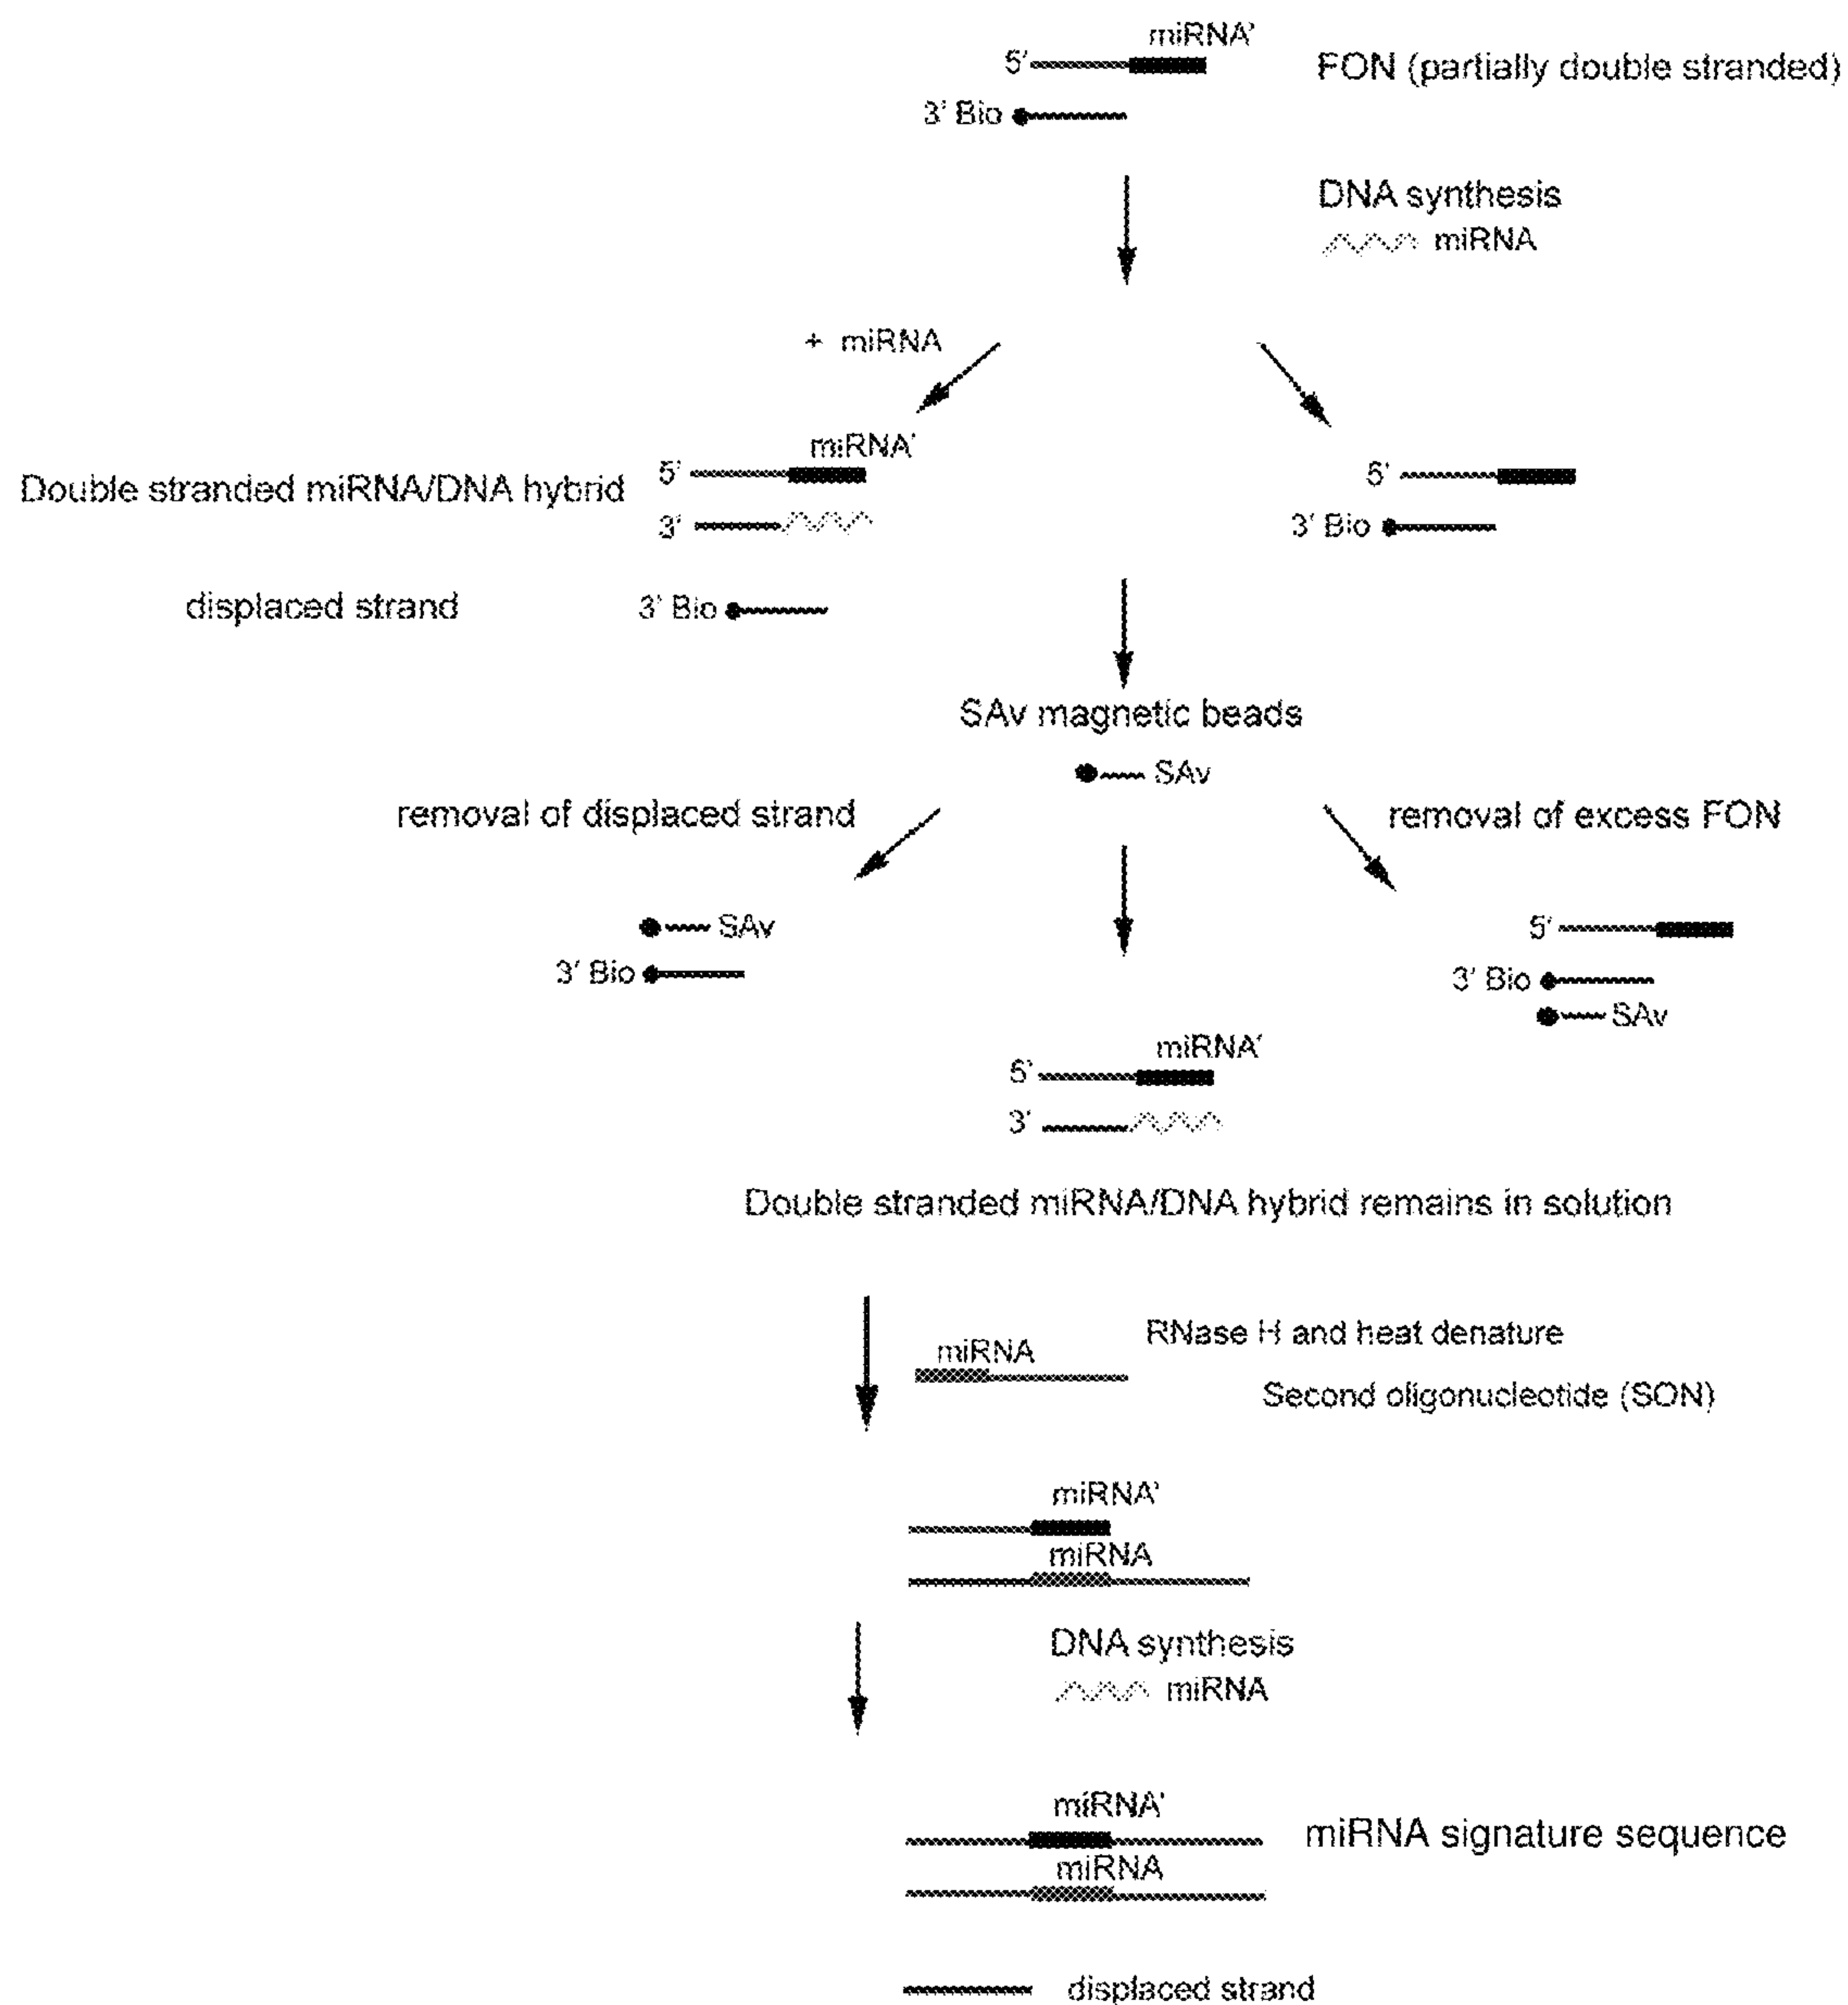 miRNA'
5' FON (partially double stranded)
3' Bio
DNA synthesis
miRNA
+ miRNA
miRNA'
Double stranded miRNA/DNA hybrid 5' 5'
3' 3' Bio
displaced strand 3' Bio
SAv magnetic beads
SAv
removal of displaced strand removal of excess FON
SAv 5'
3' Bio 3' Bio
SAv
miRNA'
5'
3'
Double stranded miRNA/DNA hybrid remains in solution
RNase H and heat denature
miRNA
Second oligonucleotide (SON)
miRNA'
miRNA
DNA synthesis
miRNA
miRNA'
miRNA signature sequence
miRNA
displaced strand